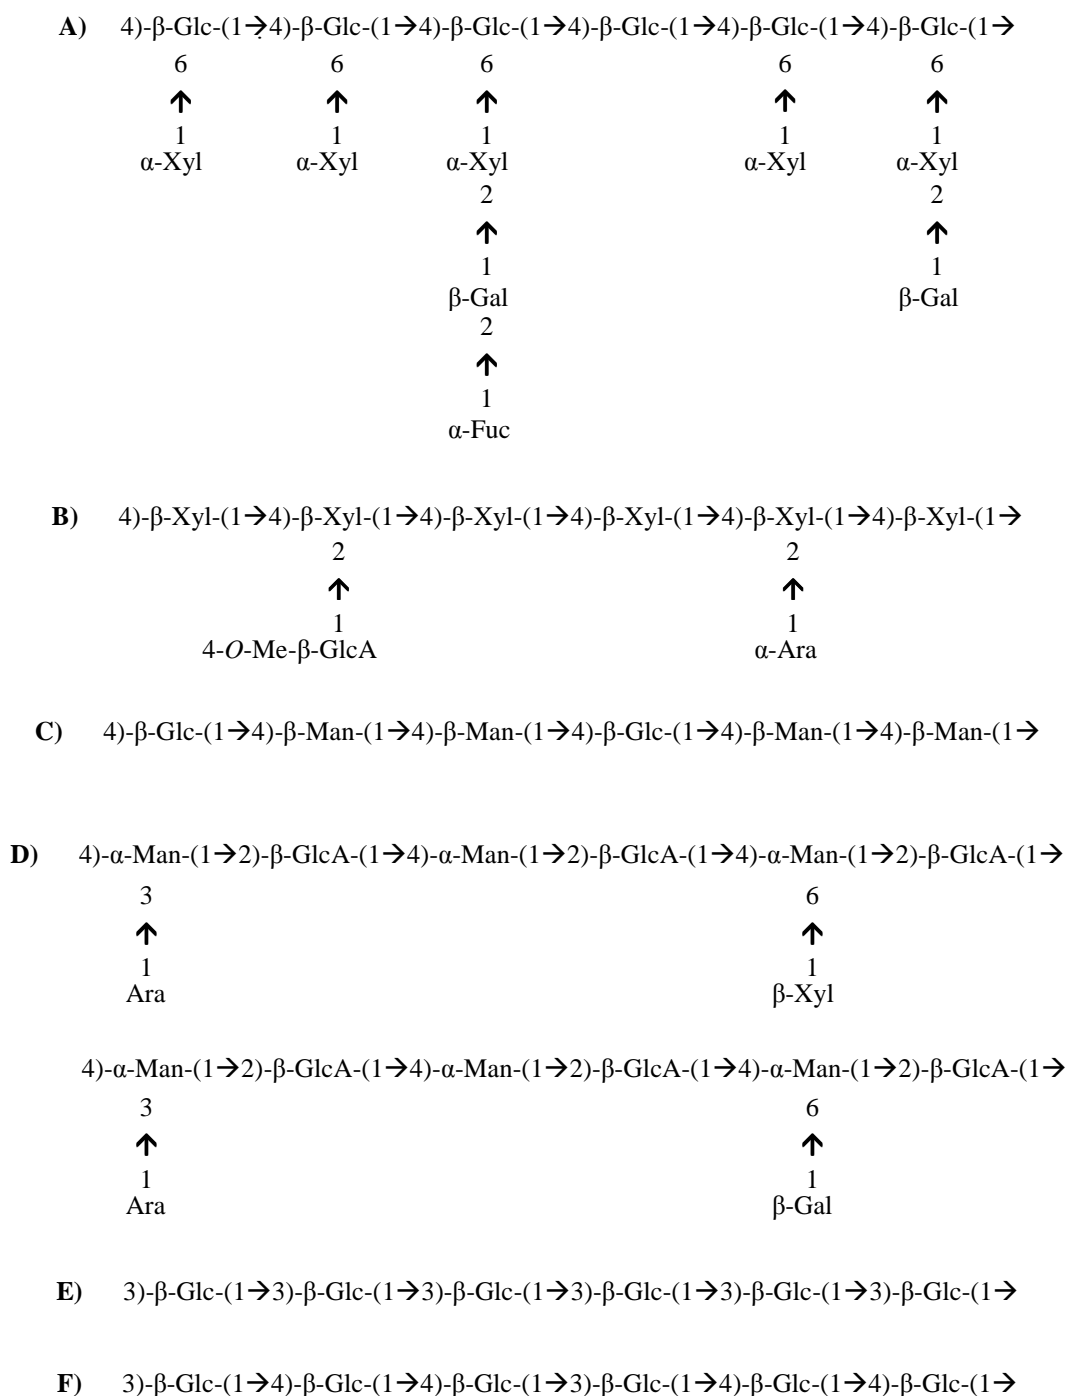 A) 4)-β-Glc-(1→4)-β-Glc-(1→4)-β-Glc-(1→4)-β-Glc-(1→4)-β-Glc-(1→4)-β-Glc-(1→
6 6 6 6 6
↑ ↑ ↑ ↑ ↑
1 1 1 1 1
α-Xyl α-Xyl α-Xyl α-Xyl α-Xyl
2 2
↑ ↑
1 1
β-Gal β-Gal
2
↑
1
α-Fuc
B) 4)-β-Xyl-(1→4)-β-Xyl-(1→4)-β-Xyl-(1→4)-β-Xyl-(1→4)-β-Xyl-(1→4)-β-Xyl-(1→
2 2
↑ ↑
1 1
4-O-Me-β-GlcA α-Ara
C) 4)-β-Glc-(1→4)-β-Man-(1→4)-β-Man-(1→4)-β-Glc-(1→4)-β-Man-(1→4)-β-Man-(1→
D) 4)-α-Man-(1→2)-β-GlcA-(1→4)-α-Man-(1→2)-β-GlcA-(1→4)-α-Man-(1→2)-β-GlcA-(1→
3 6
↑ ↑
1 1
Ara β-Xyl
4)-α-Man-(1→2)-β-GlcA-(1→4)-α-Man-(1→2)-β-GlcA-(1→4)-α-Man-(1→2)-β-GlcA-(1→
3 6
↑ ↑
1 1
Ara β-Gal
E) 3)-β-Glc-(1→3)-β-Glc-(1→3)-β-Glc-(1→3)-β-Glc-(1→3)-β-Glc-(1→3)-β-Glc-(1→
F) 3)-β-Glc-(1→4)-β-Glc-(1→4)-β-Glc-(1→3)-β-Glc-(1→4)-β-Glc-(1→4)-β-Glc-(1→